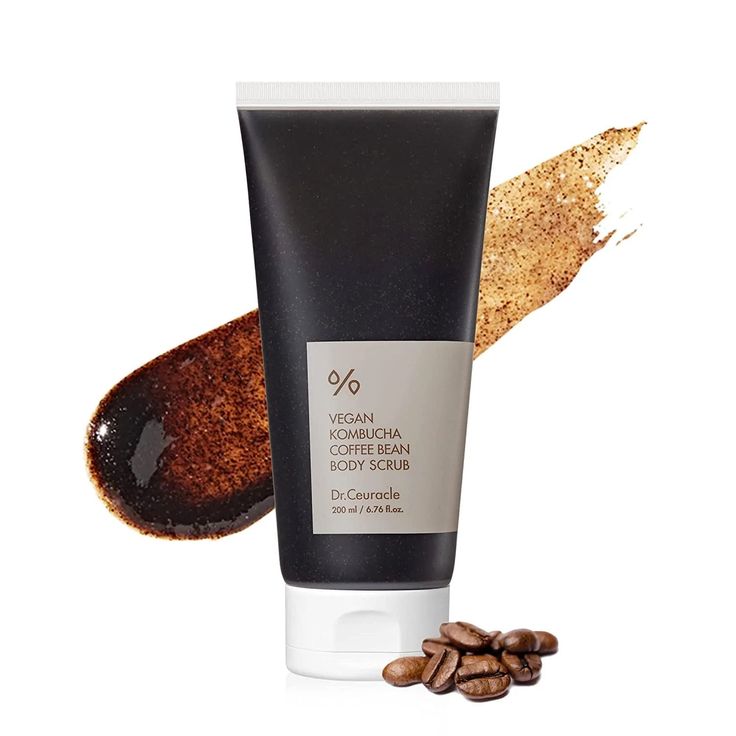 %
VEGAN
KOMBUCHA
COFFEE BEAN
BODY SCRUB
Dr.Ceuracle
200 ml / 6.76 fl.oz.